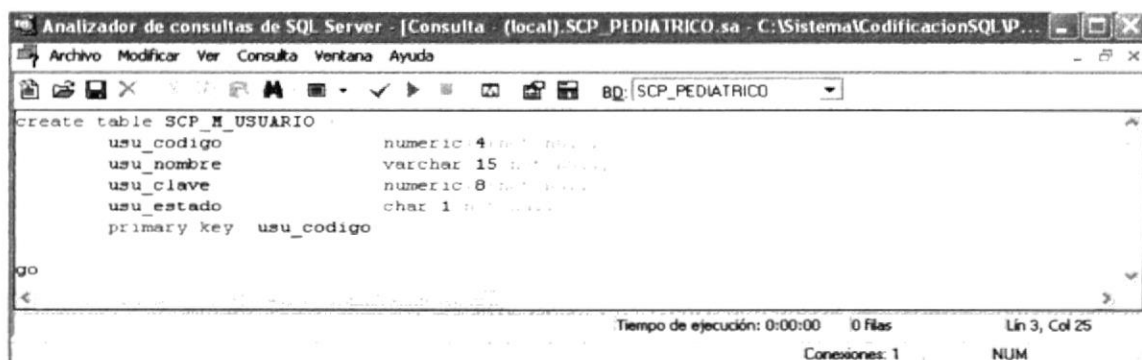 Analizador de consultas de SQL Server - [Consulta (local).SCP_PEDIATRICO.sa - C:\Sistema\CodificacionSQL\P...
Archivo Modificar Ver Consulta Ventana Ayuda
BD: SCP_PEDIATRICO
create table SCP_M_USUARIO
usu_codigo numeric 4
usu_nombre varchar 15
usu_clave numeric 8
usu_estado char 1
primary key usu_codigo
go
Tiempo de ejecución: 0:00:00 0 Filas Lín 3, Col 25
Conexiones: 1 NUM